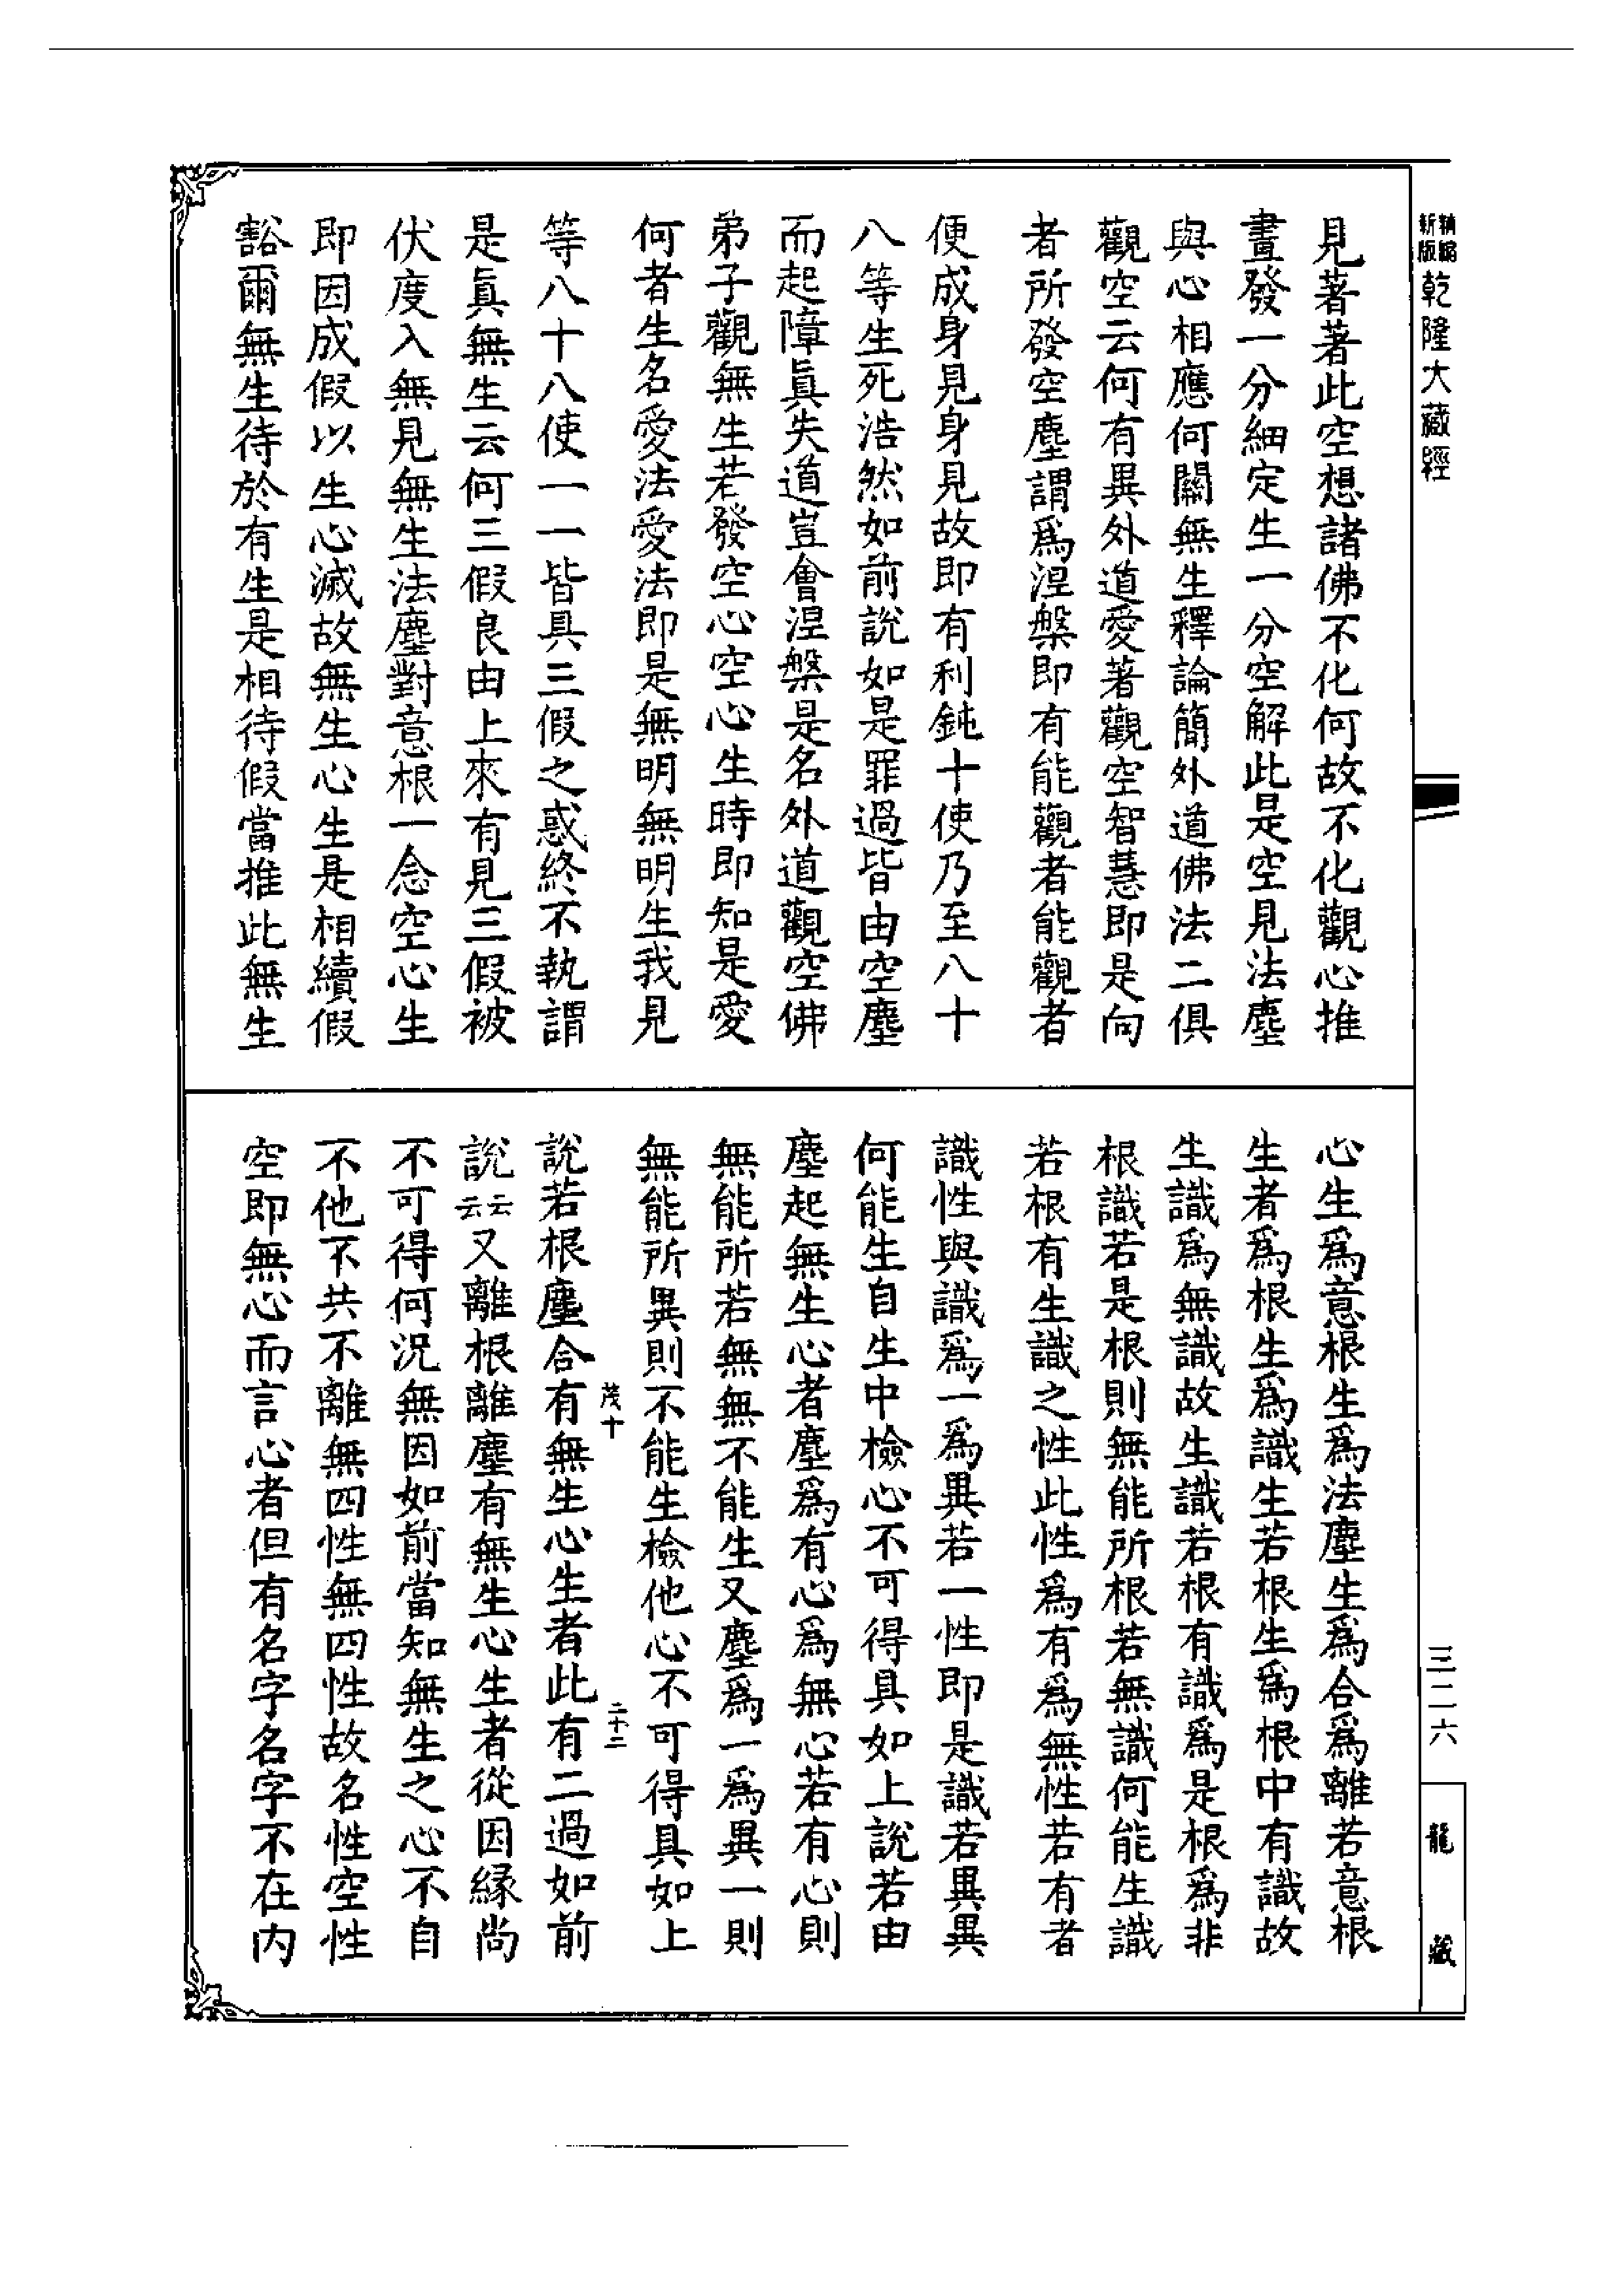 精縮新版乾隆大藏經
見著著此空想諸佛不化何故不化觀心推
畫發一分細定生一分空解此是空見法塵
與心相應何關無生釋論簡外道佛法二俱
觀空云何有異外道愛著觀空智慧即是向
者所發空塵謂爲涅槃即有能觀者能觀者
便成身見身見故即有利鈍十使乃至八十
八等生死浩然如前說如是罪過皆由空塵
而起障眞失道豈會涅槃是名外道觀空佛
弟子觀無生若發空心空心生時即知是愛
何者生名愛法愛法即是無明無明生我見
等八十八使一一皆具三假之惑終不執謂
是眞無生云何三假良由上來有見三假被
伏度入無見無生法塵對意根一念空心生
即因成假以生心滅故無生心生是相續假
豁爾無生待於有生是相待假當推此無生
心生爲意根生爲法塵生爲合爲離若意根
生者爲根生爲識生若根生爲根中有識故
生識爲無識故生識若根有識爲是根爲非
根識若是根則無能所根若無識何能生識
若根有生識之性此性爲有爲無性若有者
識性與識爲一爲異若一性即是識若異異
何能生自生中檢心不可得具如上說若由
塵起無生心者塵爲有心爲無心若有心則
無能所若無無不能生又塵爲一爲異一則
無能所異則不能生檢他心不可得具如上
茂十 二十二
說若根塵合有無生心生者此有二過如前
說云云又離根離塵有無生心生者從因緣尚
不可得何況無因如前當知無生之心不自
不他不共不離無四性無四性故名性空性
空即無心而言心者但有名字名字不在內
三二六
龍藏